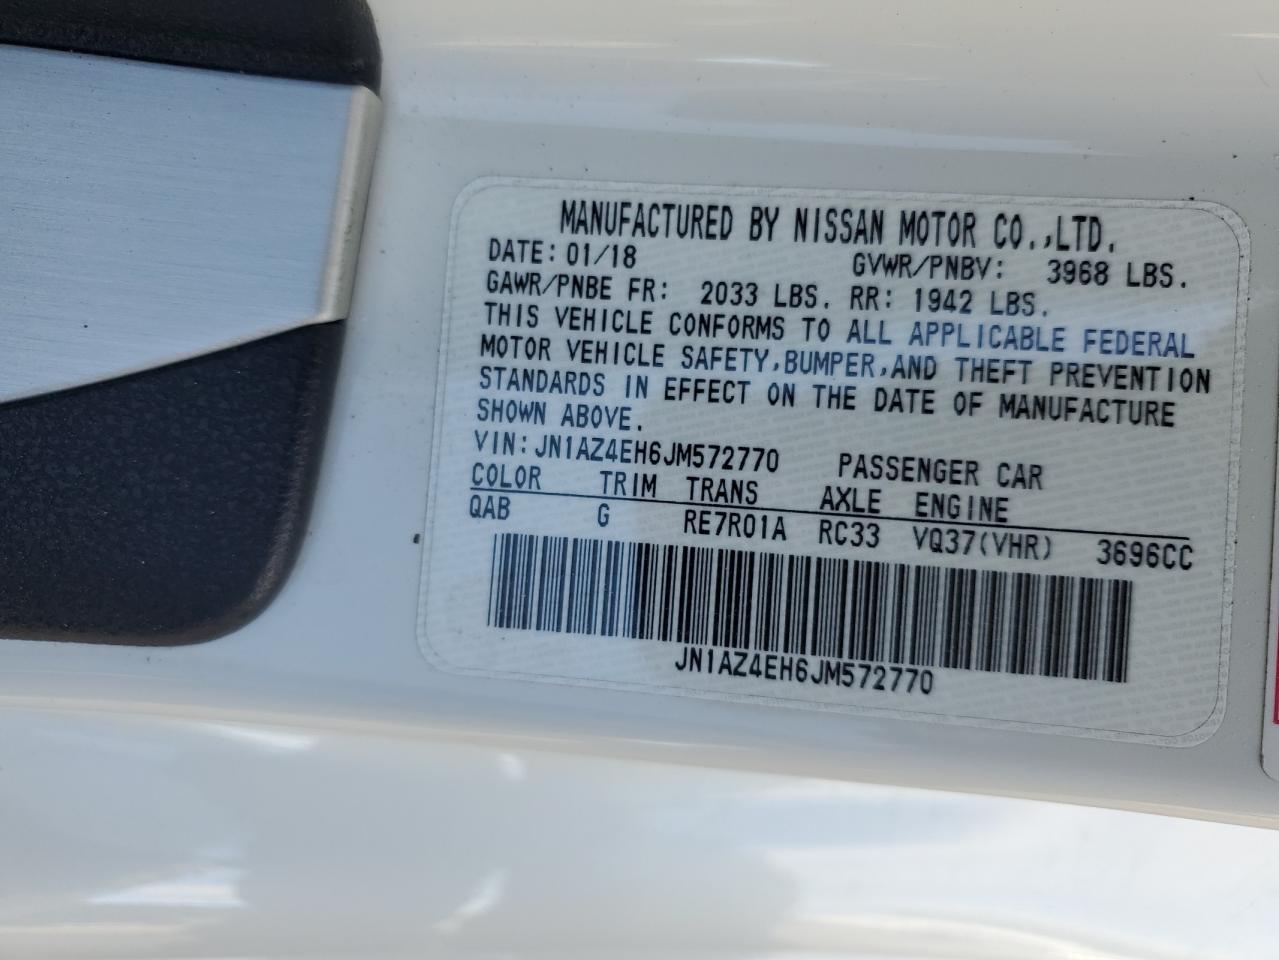 MANUFACTURED BY NISSAN MOTOR CO.,LTD.
DATE: 01/18 GVWR/PNBV: 3968 LBS.
GAWR/PNBE FR: 2033 LBS. RR: 1942 LBS.
THIS VEHICLE CONFORMS TO ALL APPLICABLE FEDERAL
MOTOR VEHICLE SAFETY,BUMPER,AND THEFT PREVENTION
STANDARDS IN EFFECT ON THE DATE OF MANUFACTURE
SHOWN ABOVE.
VIN: JN1AZ4EH6JM572770 PASSENGER CAR
COLOR TRIM TRANS AXLE ENGINE
QAB G RE7R01A RC33 VQ37(VHR) 3696CC
JN1AZ4EH6JM572770